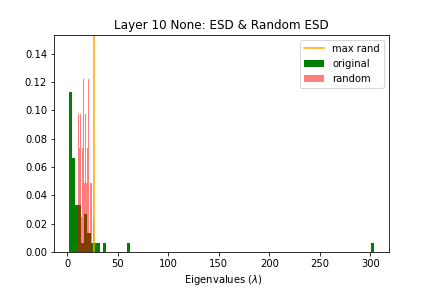 Layer 10 None: ESD & Random ESD
0.14
0.12
0.10
0.08
0.06
0.04
0.02
0.00
max rand
original
random
0 50 100 150 200 250 300
Eigenvalues (λ)